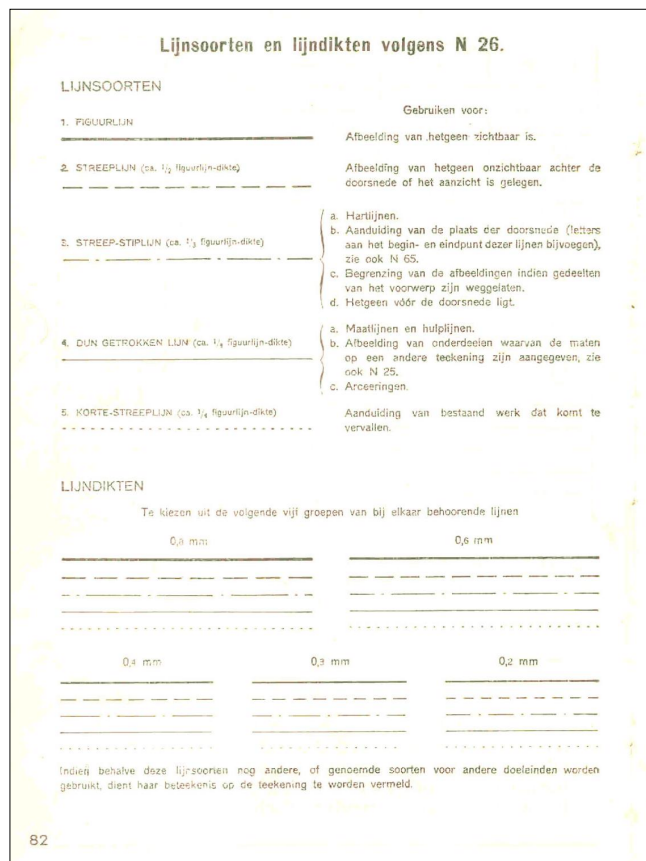 Lijnsoorten en lijndikten volgens N 26.
LIJNSOORTEN
Gebruiken voor:
1. FIGUURLIJN
Afbeelding van hetgeen zichtbaar is.
2. STREEPLIJN (ca. 1/2 figuurlijn-dikte)
Afbeelding van hetgeen onzichtbaar achter de
doorsnede of het aanzicht is gelegen.
3. STREEP-STIPLIJN (ca. 1/3 figuurlijn-dikte)
a. Hartlijnen.
b. Aanduiding van de plaats der doorsnede (letters
aan het begin- en eindpunt dezer lijnen bijvoegen),
zie ook N 65.
c. Begrenzing van de afbeeldingen indien gedeelten
van het voorwerp zijn weggelaten.
d. Hetgeen vóór de doorsnede ligt.
4. DUN GETROKKEN LIJN (ca. 1/4 figuurlijn-dikte)
a. Maatlijnen en hulplijnen.
b. Afbeelding van onderdeelen waarvan de maten
op een andere teekening zijn aangegeven, zie
ook N 25.
c. Arceeringen.
5. KORTE-STREEPLIJN (ca. 1/4 figuurlijn-dikte)
Aanduiding van bestaand werk dat komt te
vervallen.
LIJNDIKTEN
Te kiezen uit de volgende vijf groepen van bij elkaar behoorende lijnen
0,8 mm
0,6 mm
0,4 mm
0,3 mm
0,2 mm
Indien behalve deze lijnsoorten nog andere, of genoemde soorten voor andere doeleinden worden
gebruikt, dient haar beteekenis op de teekening te worden vermeld.
82